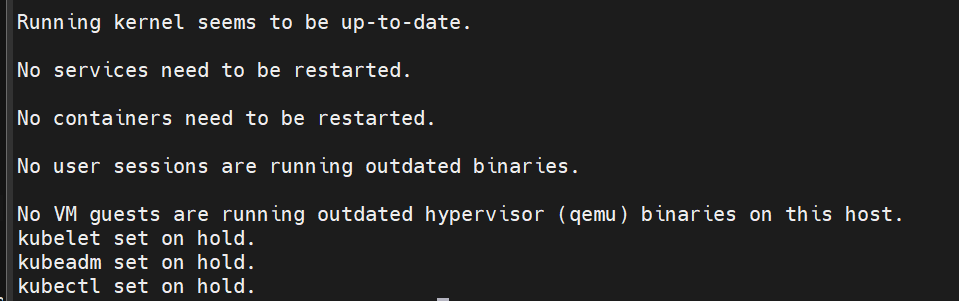 Running kernel seems to be up-to-date.
No services need to be restarted.
No containers need to be restarted.
No user sessions are running outdated binaries.
No VM guests are running outdated hypervisor (qemu) binaries on this host.
kubelet set on hold.
kubeadm set on hold.
kubectl set on hold.